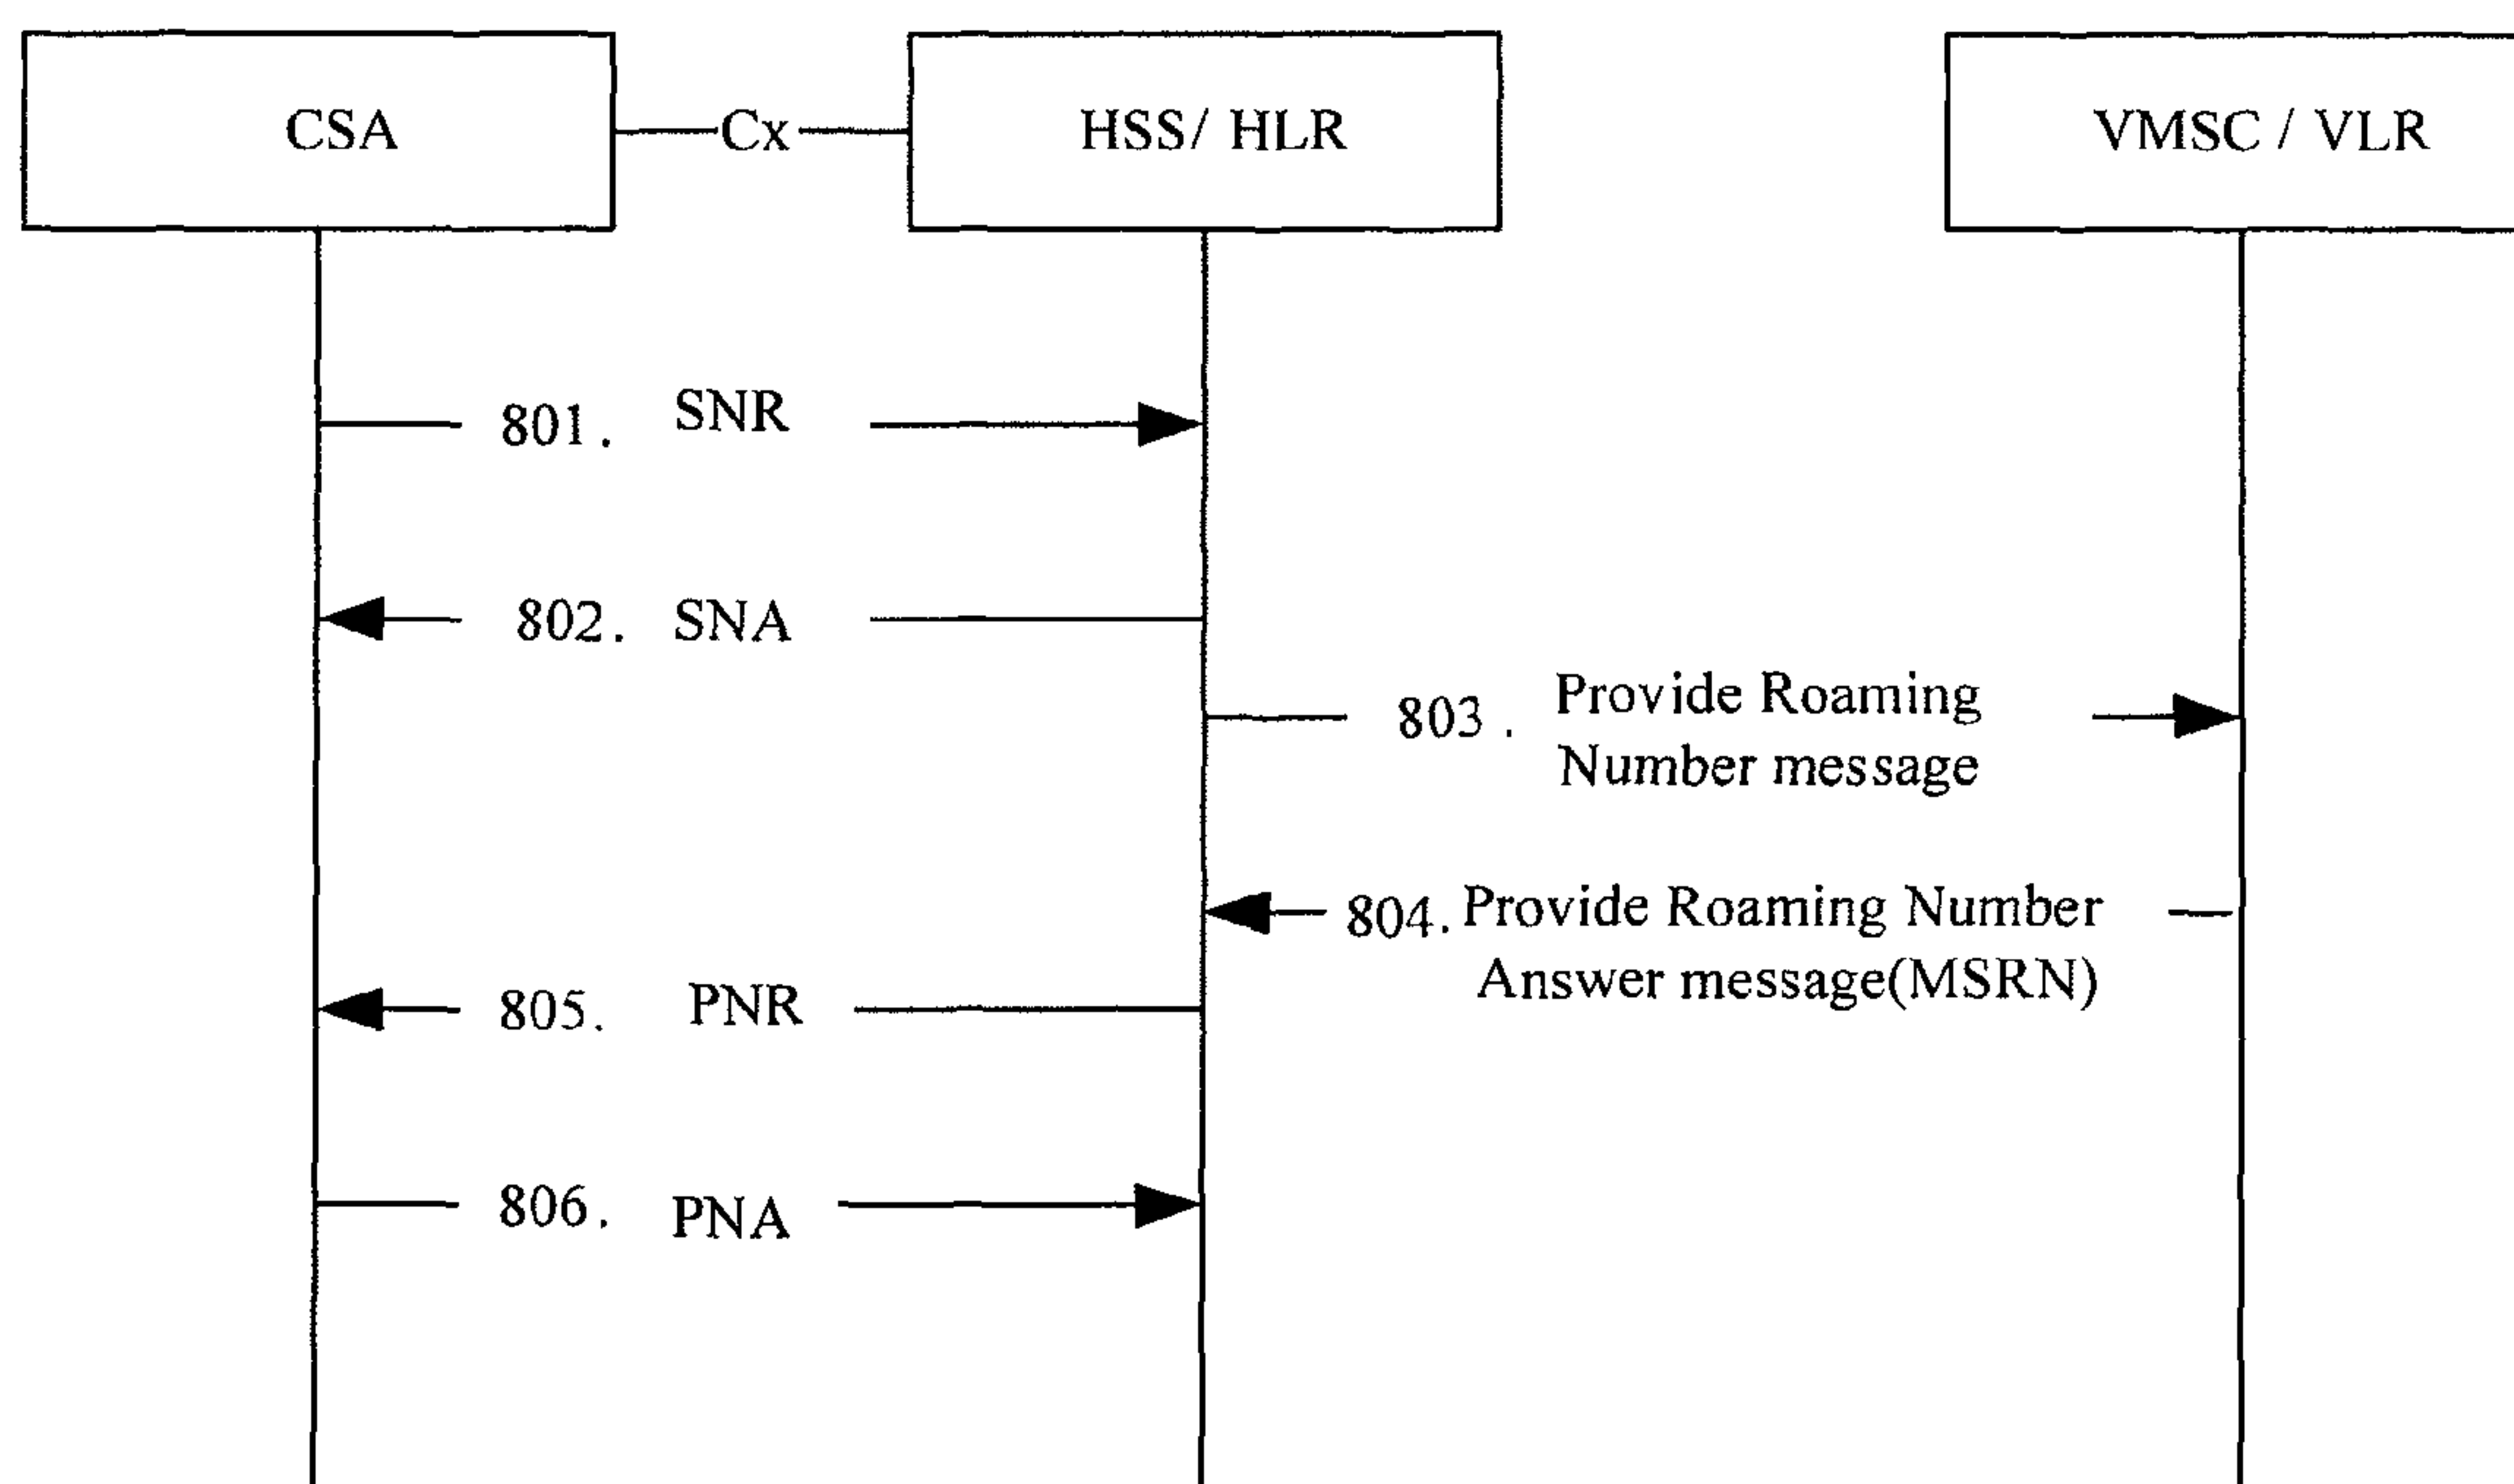 CSA
Cx
HSS/ HLR
VMSC / VLR
801. SNR
802. SNA
803. Provide Roaming
Number message
804. Provide Roaming Number
Answer message(MSRN)
805. PNR
806. PNA